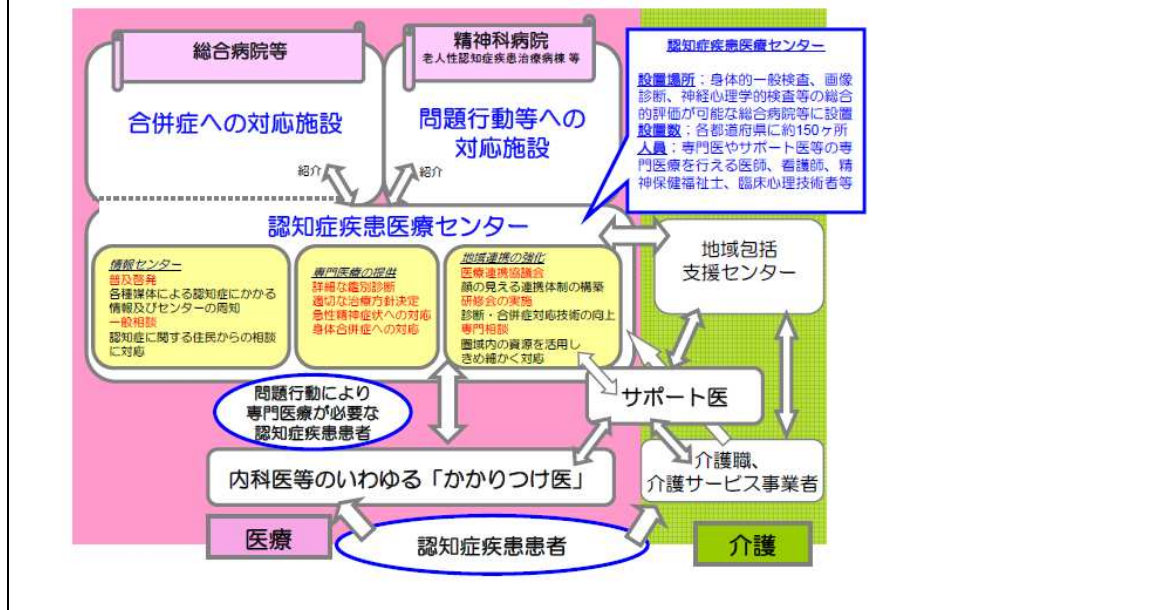 総合病院等
精神科病院
老人性認知症疾患治療病棟 等
合併症への対応施設
問題行動等への
対応施設
紹介
紹介
認知症疾患医療センター
設置場所；身体的一般検査、画像
診断、神経心理学的検査等の総合
的評価が可能な総合病院等に設置
設置数；各都道府県に約150ヶ所
人員；専門医やサポート医等の専
門医療を行える医師、看護師、精
神保健福祉士、臨床心理技術者等
認知症疾患医療センター
情報センター
普及啓発
各種媒体による認知症にかかる
情報及びセンターの周知
一般相談
認知症に関する住民からの相談
に対応
専門医療の提供
詳細な鑑別診断
適切な治療方針決定
急性精神症状への対応
身体合併症への対応
地域連携の強化
医療連携協議会
顔の見える連携体制の構築
研修会の実施
診断・合併症対応技術の向上
専門相談
圏域内の資源を活用し
きめ細かく対応
地域包括
支援センター
問題行動により
専門医療が必要な
認知症疾患患者
サポート医
内科医等のいわゆる「かかりつけ医」
介護職、
介護サービス事業者
医療
認知症疾患患者
介護